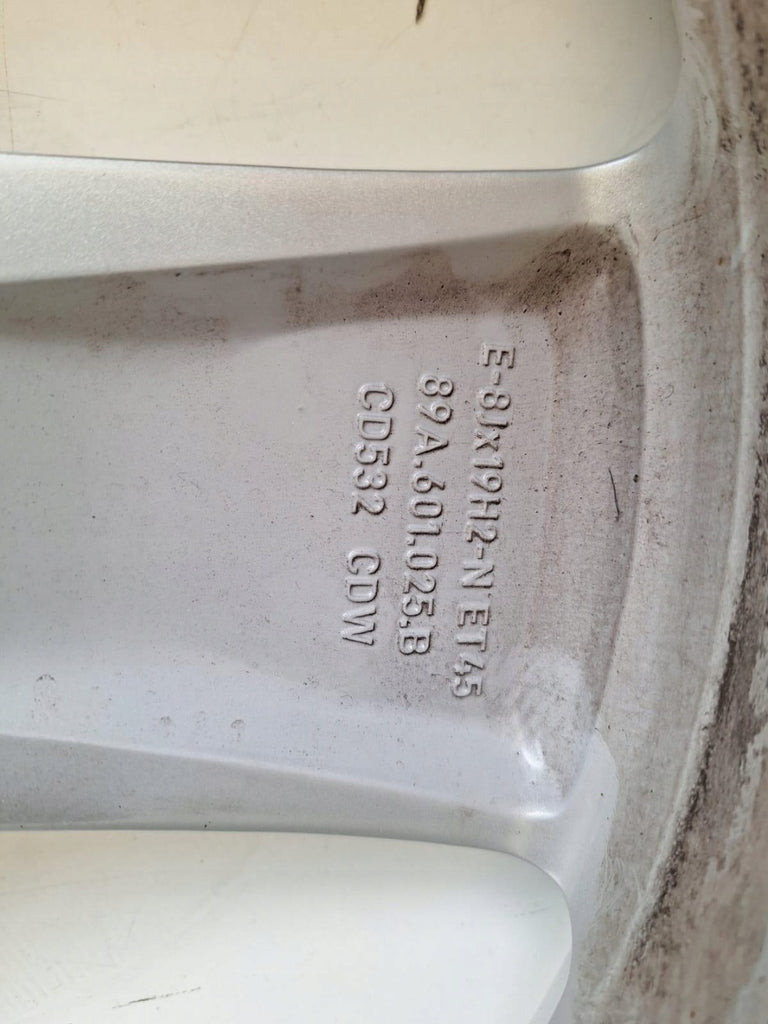 E-8Jx19H2-N ET45
89A.601.025.B
CD532 CDW